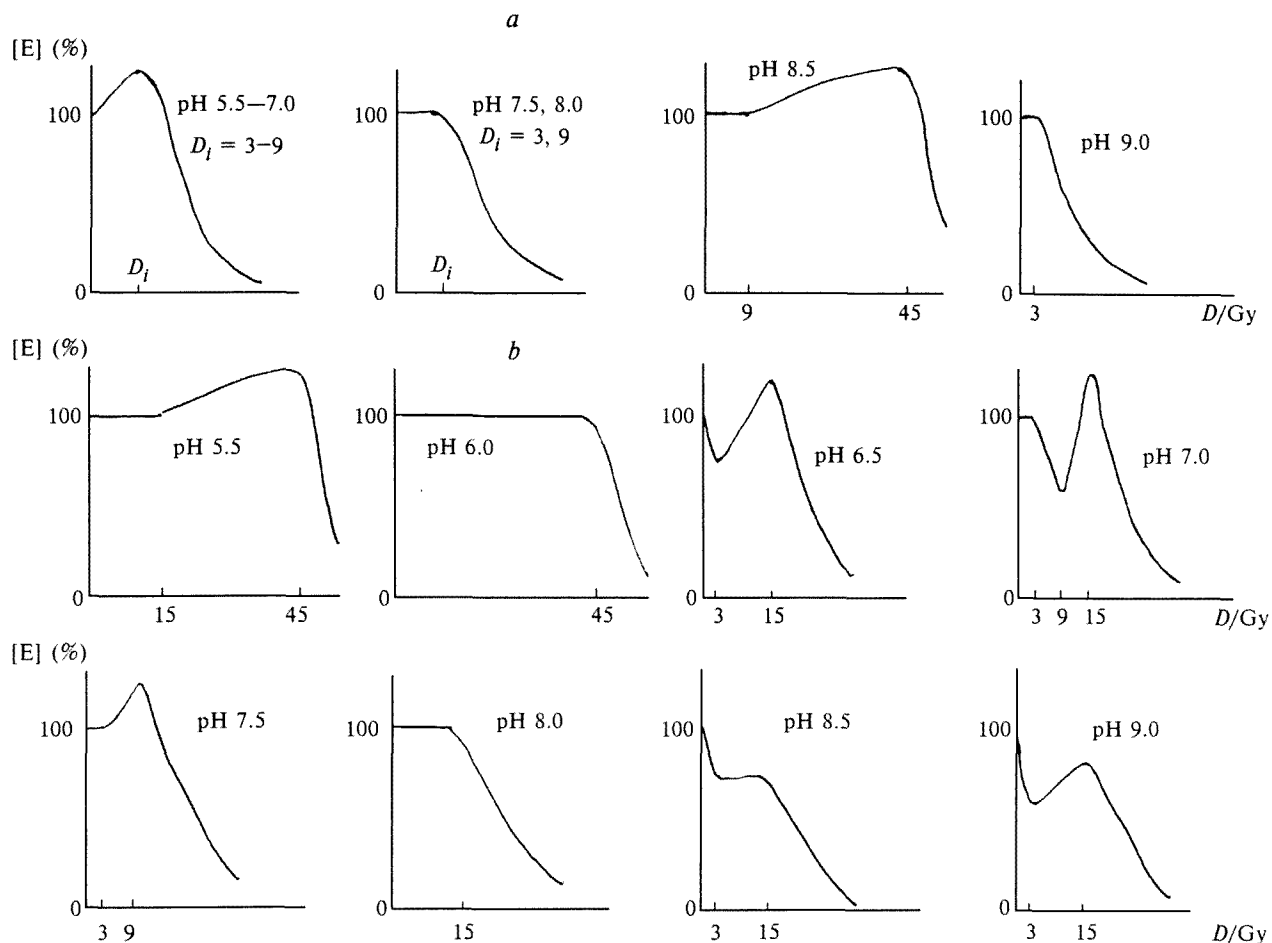 a
[E] (%)
100
0
pH 5.5—7.0
D_i = 3−9
D_i
100
0
pH 7.5, 8.0
D_i = 3, 9
D_i
100
0
pH 8.5
9 45
100
0
pH 9.0
3
D/Gy
b
[E] (%)
100
0
pH 5.5
15 45
100
0
pH 6.0
45
100
0
pH 6.5
3 15
100
0
pH 7.0
3 9 15
D/Gy
[E] (%)
100
0
pH 7.5
3 9
100
0
pH 8.0
15
100
0
pH 8.5
3 15
100
0
pH 9.0
3 15
D/Gy